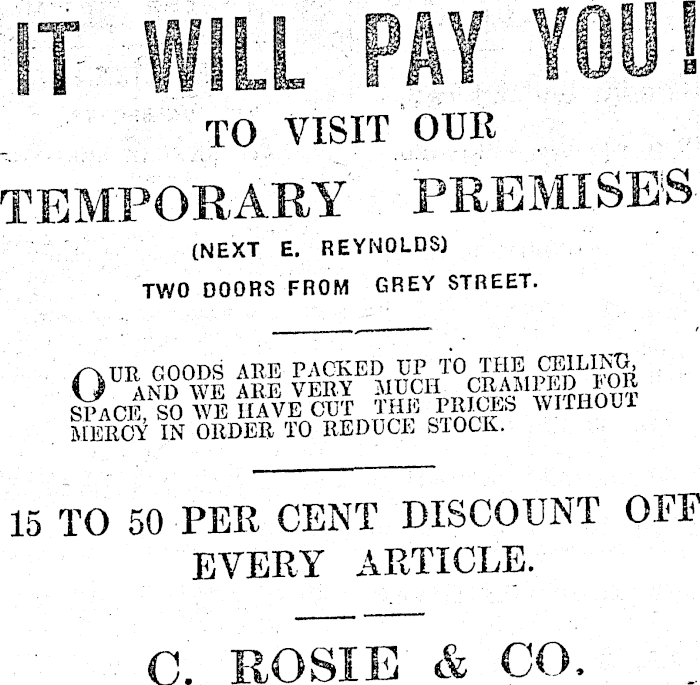 IT WILL PAY YOU!
TO VISIT OUR
TEMPORARY PREMISES
(NEXT E. REYNOLDS)
TWO DOORS FROM GREY STREET.
OUR GOODS ARE PACKED UP TO THE CEILING,
AND WE ARE VERY MUCH CRAMPED FOR
SPACE, SO WE HAVE CUT THE PRICES WITHOUT
MERCY IN ORDER TO REDUCE STOCK.
15 TO 50 PER CENT DISCOUNT OFF
EVERY ARTICLE.
C. ROSIE & CO.